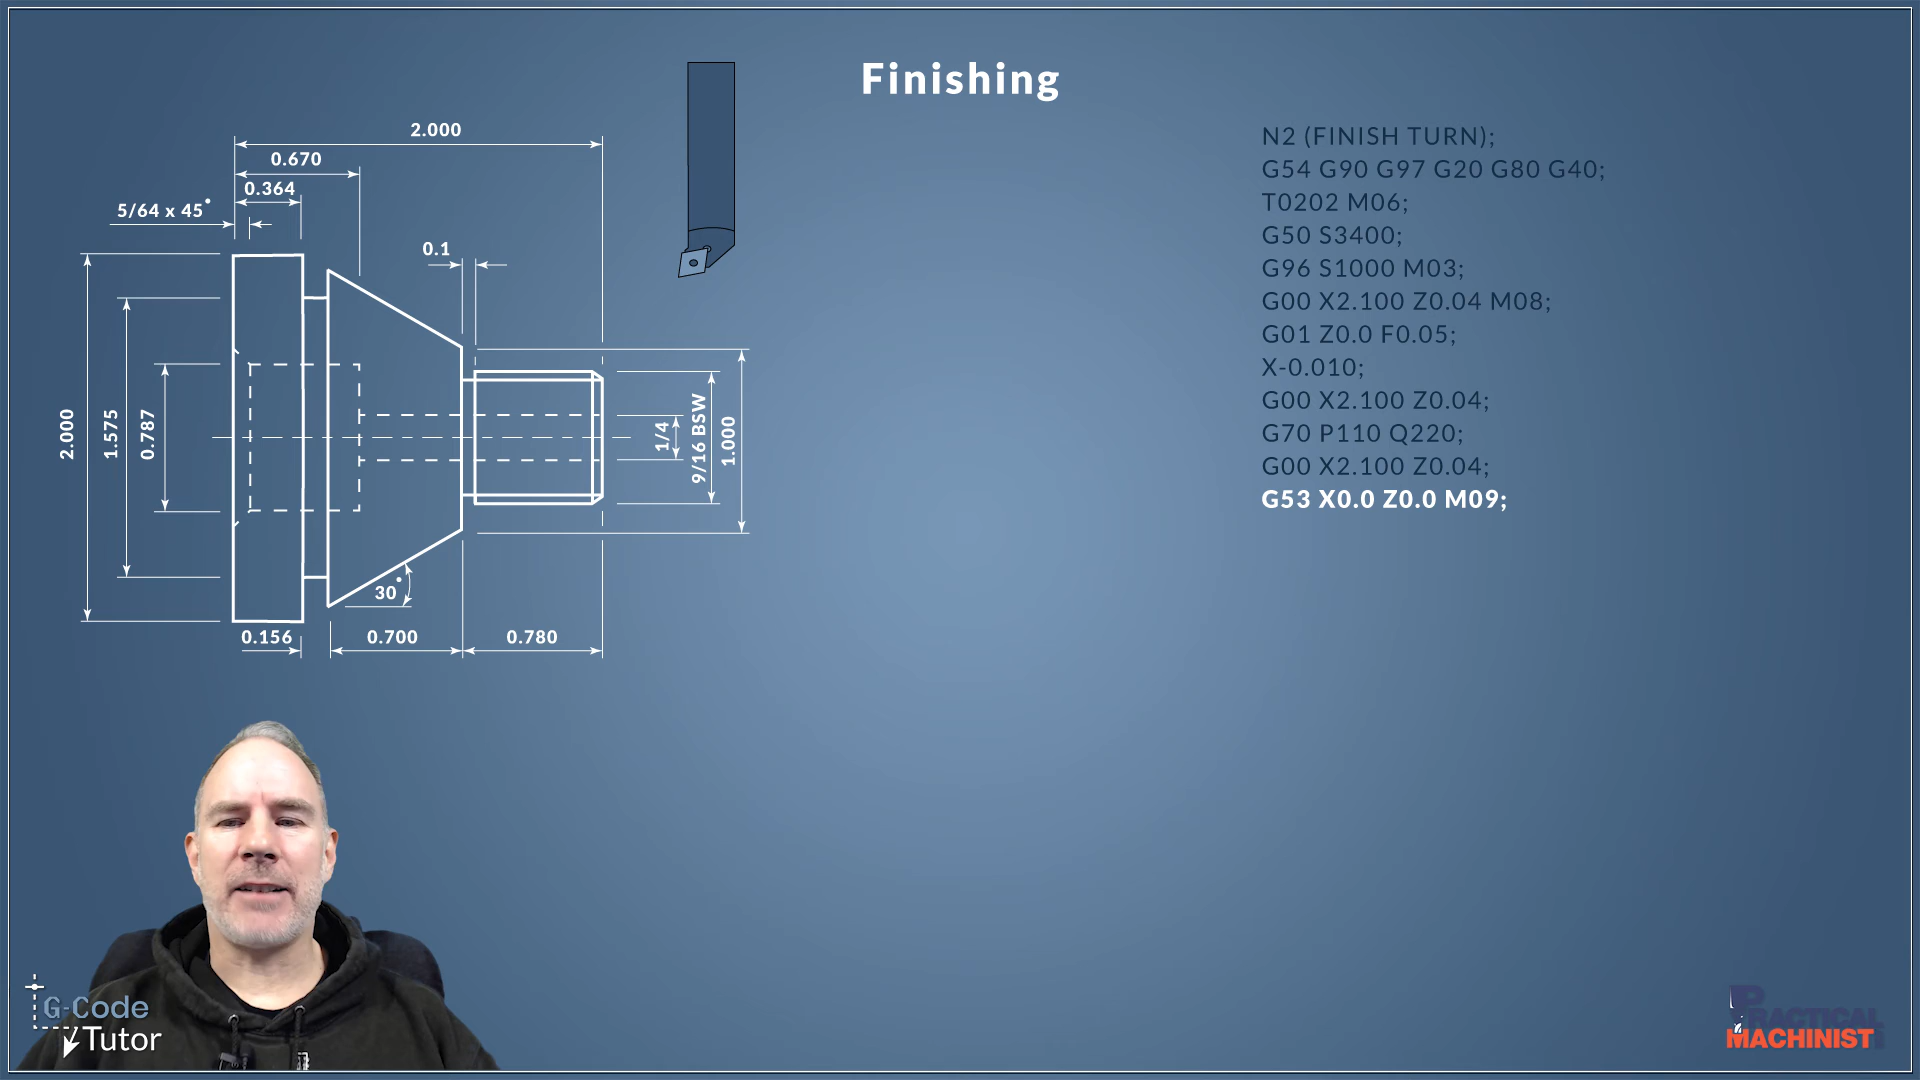 Finishing
2.000
0.670
0.364
5/64 x 45°
0.1
2.000
1.575
0.787
1/4
9/16 BSW
1.000
30°
0.156
0.700
0.780
N2 (FINISH TURN);
G54 G90 G97 G20 G80 G40;
T0202 M06;
G50 S3400;
G96 S1000 M03;
G00 X2.100 Z0.04 M08;
G01 Z0.0 F0.05;
X-0.010;
G00 X2.100 Z0.04;
G70 P110 Q220;
G00 X2.100 Z0.04;
G53 X0.0 Z0.0 M09;
G-Code
Tutor
PRACTICAL
MACHINIST